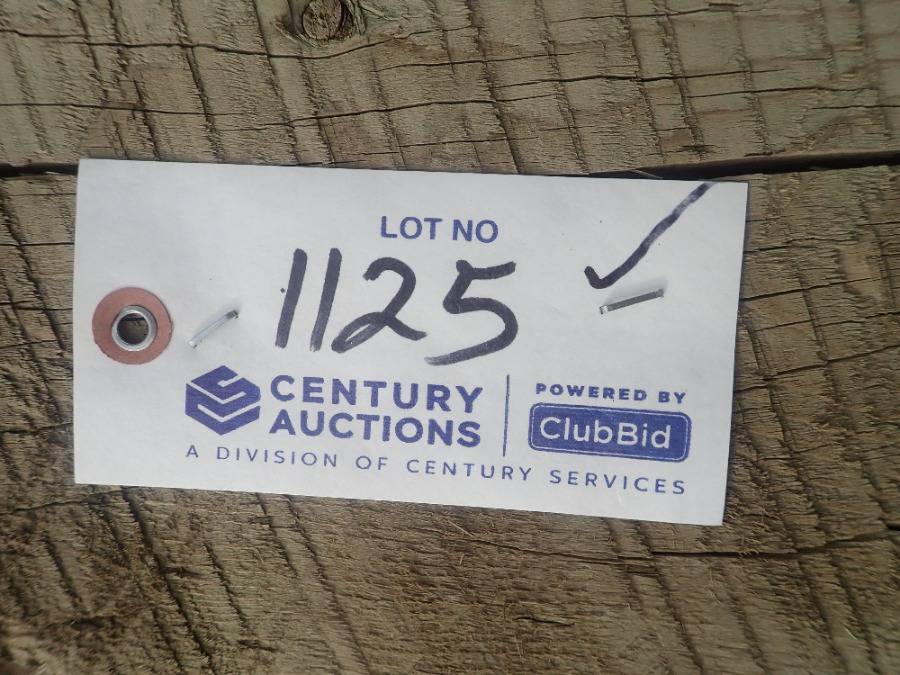 LOT NO
1125 ✓
CENTURY
AUCTIONS
POWERED BY
ClubBid
A DIVISION OF CENTURY SERVICES